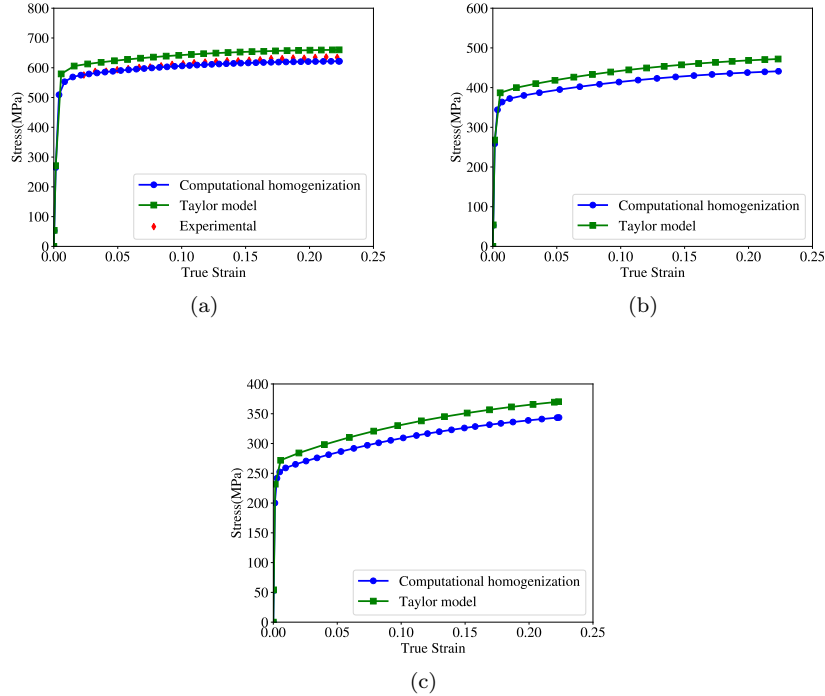 800
700
600
500
400
300
200
100
0
Stress(MPa)
0.00 0.05 0.10 0.15 0.20 0.25
True Strain
Computational homogenization
Taylor model
Experimental
(a)
600
500
400
300
200
100
0
Stress(MPa)
0.00 0.05 0.10 0.15 0.20 0.25
True Strain
Computational homogenization
Taylor model
(b)
400
350
300
250
200
150
100
50
0
Stress(MPa)
0.00 0.05 0.10 0.15 0.20 0.25
True Strain
Computational homogenization
Taylor model
(c)